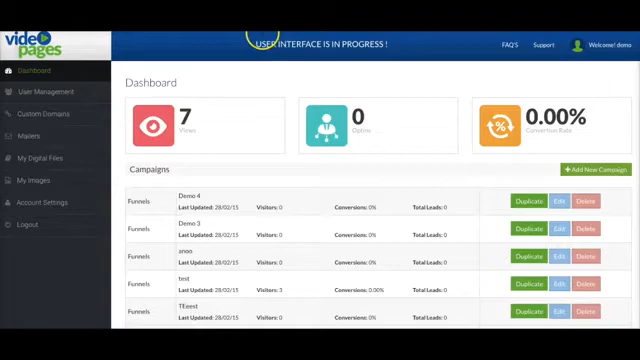 video
pages
USER INTERFACE IS IN PROGRESS !
FAQ'S Support Welcome! demo
Dashboard
User Management
Custom Domains
Mailers
My Digital Files
My Images
Account Settings
Logout
Dashboard
7
Views
0
Optins
0.00%
Convertion Rate
Campaigns
Add New Campaign
Funnels
Demo 4
Last Updated: 28/02/15 Visitors: 0 Conversions: 0% Total Leads: 0
Duplicate Edit Delete
Funnels
Demo 3
Last Updated: 28/02/15 Visitors: 0 Conversions: 0% Total Leads: 0
Duplicate Edit Delete
Funnels
anoo
Last Updated: 28/02/15 Visitors: 0 Conversions: 0% Total Leads: 0
Duplicate Edit Delete
Funnels
test
Last Updated: 28/02/15 Visitors: 3 Conversions: 0.00% Total Leads: 0
Duplicate Edit Delete
Funnels
TEeest
Last Updated: 28/02/15 Visitors: 0 Conversions: 0% Total Leads: 0
Duplicate Edit Delete